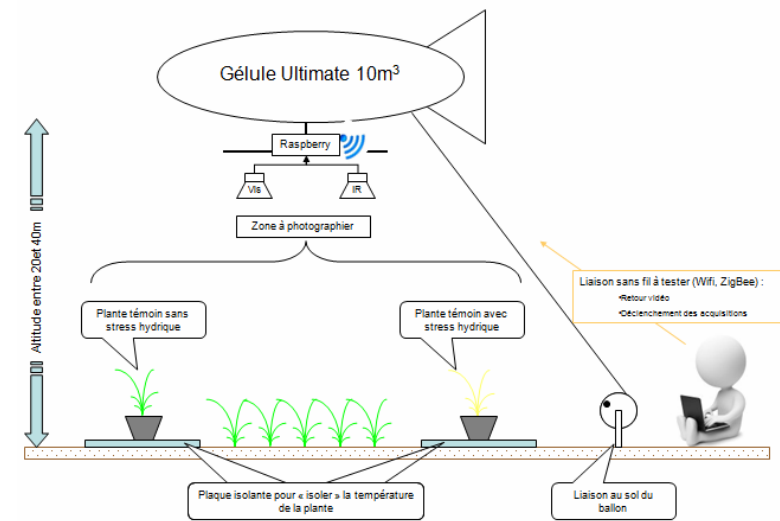 Gélule Ultimate 10m³
Raspberry
Vis
IR
Zone à photographier
Altitude entre 20et 40m
Liaison sans fil à tester (Wifi, ZigBee) :
•Retour vidéo
•Déclenchement des acquisitions
Plante témoin sans
stress hydrique
Plante témoin avec
stress hydrique
Plaque isolante pour « isoler » la température
de la plante
Liaison au sol du
ballon